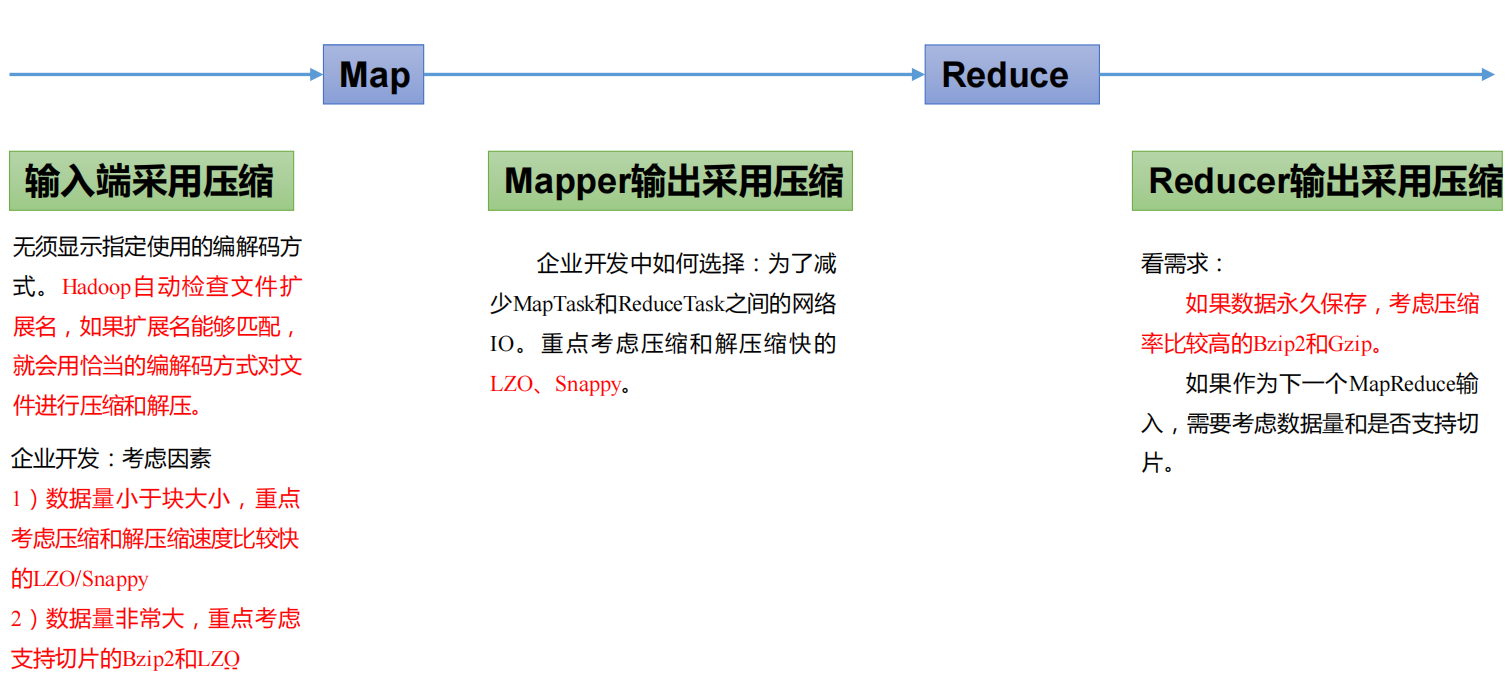 Map
Reduce
输入端采用压缩
无须显示指定使用的编解码方
式。Hadoop自动检查文件扩
展名，如果扩展名能够匹配，
就会用恰当的编解码方式对文
件进行压缩和解压。
企业开发：考虑因素
1）数据量小于块大小，重点
考虑压缩和解压缩速度比较快
的LZO/Snappy
2）数据量非常大，重点考虑
支持切片的Bzip2和LZO
Mapper输出采用压缩
企业开发中如何选择：为了减
少MapTask和ReduceTask之间的网络
IO。重点考虑压缩和解压缩快的
LZO、Snappy。
Reducer输出采用压缩
看需求：
如果数据永久保存，考虑压缩
率比较高的Bzip2和Gzip。
如果作为下一个MapReduce输
入，需要考虑数据量和是否支持切
片。